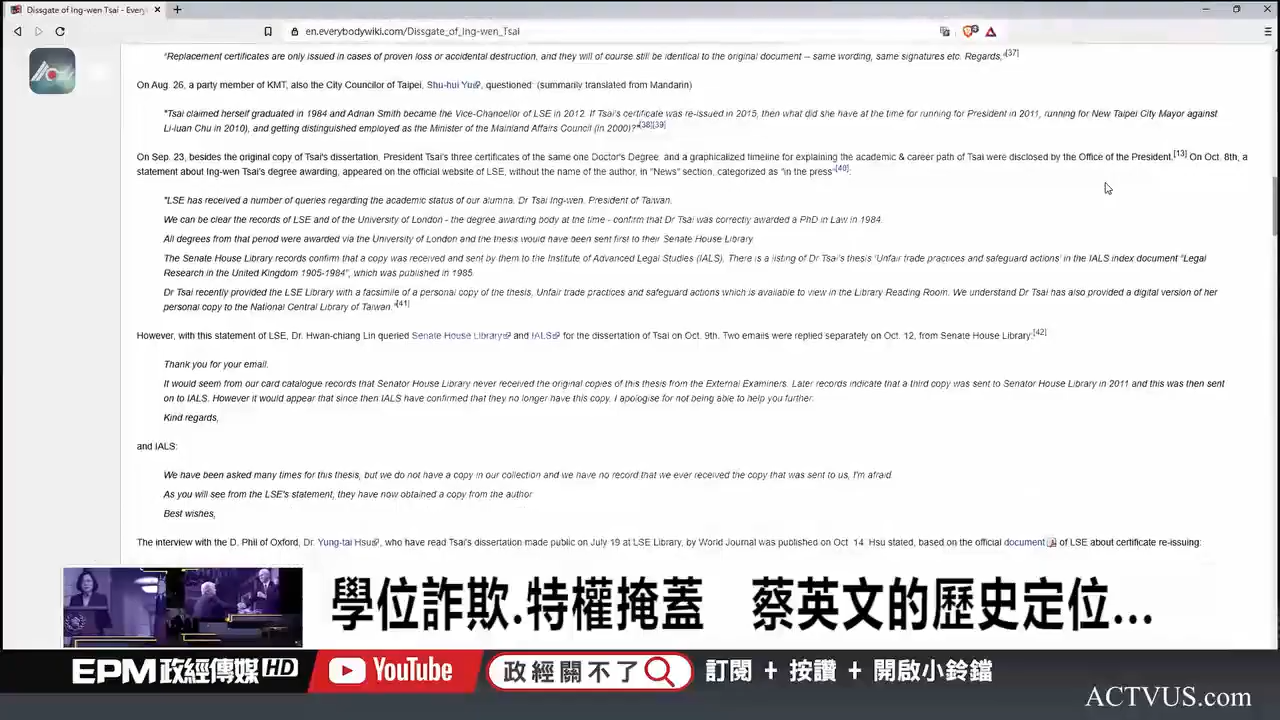 Dissgate of Ing-wen Tsai - Every
en.everybodywiki.com/Dissgate_of_Ing-wen_Tsai
"Replacement certificates are only issued in cases of proven loss or accidental destruction, and they will of course still be identical to the original document -- same wording, same signatures etc. Regards,"[37]
On Aug. 26, a party member of KMT, also the City Councilor of Taipei, Shu-hui Yu, questioned: (summarily translated from Mandarin)
"Tsai claimed herself graduated in 1984 and Adrian Smith became the Vice-Chancellor of LSE in 2012. If Tsai's certificate was re-issued in 2015, then what did she have at the time for running for President in 2011, running for New Taipei City Mayor against
Li-luan Chu in 2010), and getting distinguished employed as the Minister of the Mainland Affairs Council (in 2000)?"[38][39]
On Sep. 23, besides the original copy of Tsai's dissertation, President Tsai's three certificates of the same one Doctor's Degree, and a graphicalized timeline for explaining the academic & career path of Tsai were disclosed by the Office of the President.[13] On Oct. 8th, a
statement about Ing-wen Tsai's degree awarding, appeared on the official website of LSE, without the name of the author, in "News" section, categorized as "in the press"[40]:
"LSE has received a number of queries regarding the academic status of our alumna, Dr Tsai Ing-wen, President of Taiwan.
We can be clear the records of LSE and of the University of London - the degree awarding body at the time - confirm that Dr Tsai was correctly awarded a PhD in Law in 1984.
All degrees from that period were awarded via the University of London and the thesis would have been sent first to their Senate House Library.
The Senate House Library records confirm that a copy was received and sent by them to the Institute of Advanced Legal Studies (IALS). There is a listing of Dr Tsai's thesis 'Unfair trade practices and safeguard actions' in the IALS index document "Legal
Research in the United Kingdom 1905-1984", which was published in 1985.
Dr Tsai recently provided the LSE Library with a facsimile of a personal copy of the thesis, Unfair trade practices and safeguard actions which is available to view in the Library Reading Room. We understand Dr Tsai has also provided a digital version of her
personal copy to the National Central Library of Taiwan."[41]
However, with this statement of LSE, Dr. Hwan-chiang Lin queried Senate House Library and IALS for the dissertation of Tsai on Oct. 9th. Two emails were replied separately on Oct. 12, from Senate House Library:[42]
Thank you for your email.
It would seem from our card catalogue records that Senator House Library never received the original copies of this thesis from the External Examiners. Later records indicate that a third copy was sent to Senator House Library in 2011 and this was then sent
on to IALS. However it would appear that since then IALS have confirmed that they no longer have this copy. I apologise for not being able to help you further.
Kind regards,
and IALS:
We have been asked many times for this thesis, but we do not have a copy in our collection and we have no record that we ever received the copy that was sent to us, I'm afraid.
As you will see from the LSE's statement, they have now obtained a copy from the author
Best wishes,
The interview with the D. Phil of Oxford, Dr. Yung-tai Hsu, who have read Tsai's dissertation made public on July 19 at LSE Library, by World Journal was published on Oct. 14. Hsu stated, based on the official document of LSE about certificate re-issuing:
學位詐欺.特權掩蓋 蔡英文的歷史定位...
EPM政經傳媒HD YouTube 政經關不了 訂閱 + 按讚 + 開啟小鈴鐺
ACTVUS.com